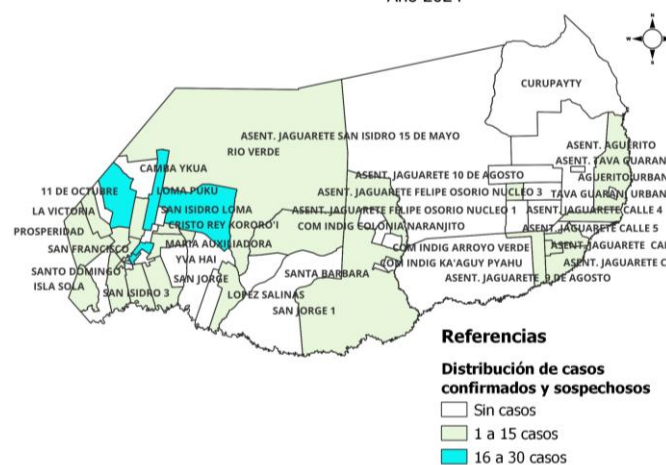 Año 2024
CURUPAYTY
ASENT. JAGUARETE SAN ISIDRO 15 DE MAYO
RIO VERDE
ASENT. AGUERITO
ASENT. TAVA GUARAN
CAMBA YKUA
ASENT. JAGUARETE 10 DE AGOSTO
AGUERITO URBAN
11 DE OCTUBRE
LOMA PUKU
ASENT. JAGUARETE FELIPE OSORIO NUCLEO 3
TAVA GUARANI URBAN
LA VICTORIA
SAN ISIDRO LOMA
ASENT. JAGUARETE FELIPE OSORIO NUCLEO 1
ASENT. JAGUARETE CALLE 4
PROSPERIDAD
CRISTO REY KORORO'I
COM INDIG COLONIA NARANJITO
ASENT. JAGUARETE CALLE 5
SAN FRANCISCO
MARIA AUXILIADORA
COM INDIG ARROYO VERDE
ASENT. JAGUARETE CAL
YVA HAI
COM INDIG KA'AGUY PYAHU
ASENT. JAGUARETE C
SANTO DOMINGO
SAN JORGE
SANTA BARBARA
ASENT. JAGUARETE 9 DE AGOSTO
ISLA SOLA
SAN ISIDRO 3
LOPEZ SALINAS
SAN JORGE 1
Referencias
Distribución de casos
confirmados y sospechosos
Sin casos
1 a 15 casos
16 a 30 casos